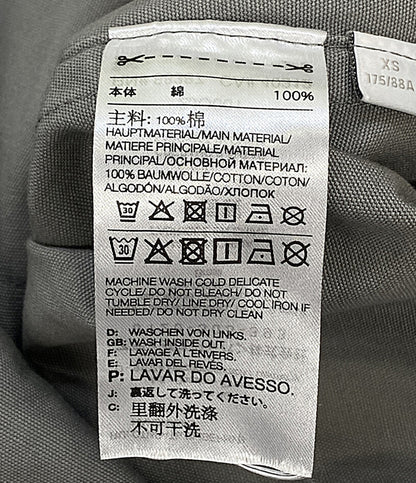 XS
175/88A
本体 綿 100%
主料: 100%棉
HAUPTMATERIAL/MAIN MATERIAL/
MATIERE PRINCIPALE/MATERIAL
PRINCIPAL/ОСНОВНОЙ МАТЕРИАЛ:
100% BAUMWOLLE/COTTON/COTON/
ALGODÓN/ALGODÃO/ХЛОПОК
30
30
MACHINE WASH COLD DELICATE
CYCLE/ DO NOT BLEACH/ DO NOT
TUMBLE DRY/ LINE DRY/ COOL IRON IF
NEEDED/ DO NOT DRY CLEAN
D: WASCHEN VON LINKS.
GB: WASH INSIDE OUT.
F: LAVAGE À L'ENVERS.
E: LAVAR DEL REVES.
P: LAVAR DO AVESSO.
J: 裏返して洗ってください。
C: 里翻外洗涤
不可干洗